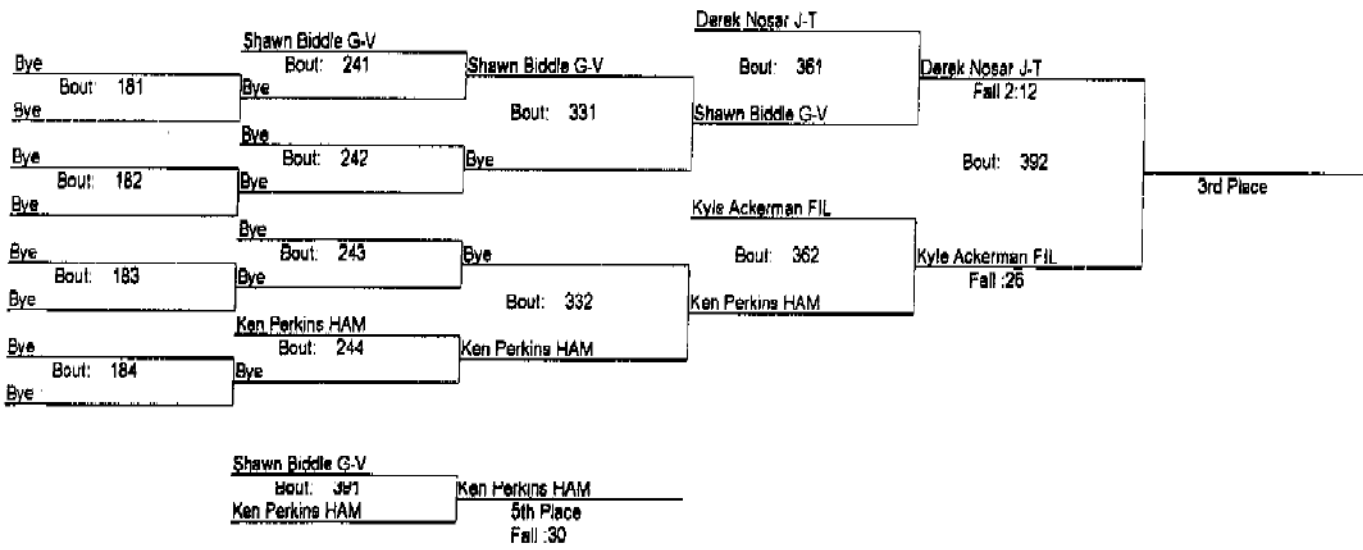 Derek Nosar J-T
Shawn Biddle G-V
Bout: 241
Shawn Biddle G-V
Bout: 361
Derek Nosar J-T
Fall 2:12
Bye
Bout: 181
Bye
Bye
Bout: 331
Shawn Biddle G-V
Bye
Bout: 242
Bye
Bye
Bout: 182
Bye
Bye
Bout: 392
3rd Place
Kyle Ackerman FIL
Bye
Bout: 243
Bye
Bout: 362
Kyle Ackerman FIL
Fall :26
Bye
Bout: 183
Bye
Bye
Bout: 332
Ken Perkins HAM
Ken Perkins HAM
Bout: 244
Ken Perkins HAM
Bye
Bout: 184
Bye
Bye
Shawn Biddle G-V
Bout: 391
Ken Perkins HAM
Ken Perkins HAM
5th Place
Fall :30